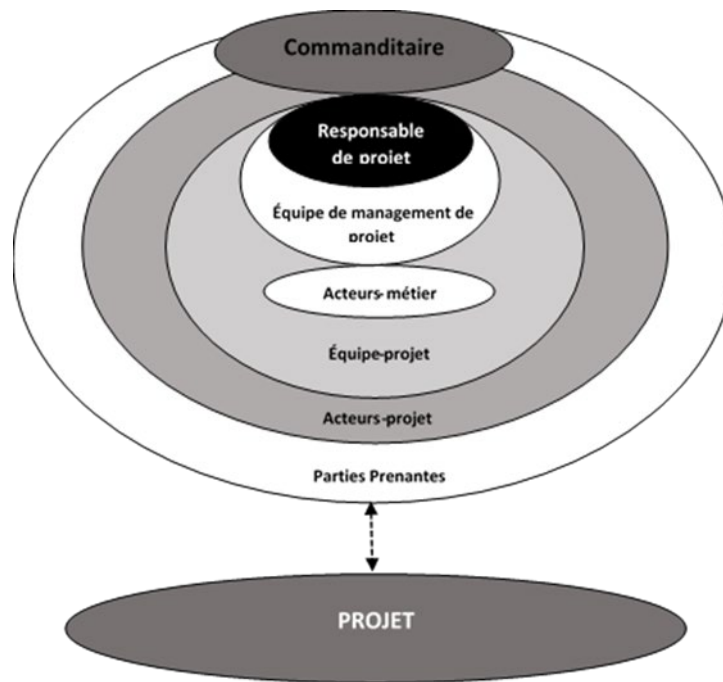 Commanditaire
Responsable
de projet
Équipe de management de
projet
Acteurs-métier
Équipe-projet
Acteurs-projet
Parties Prenantes
PROJET